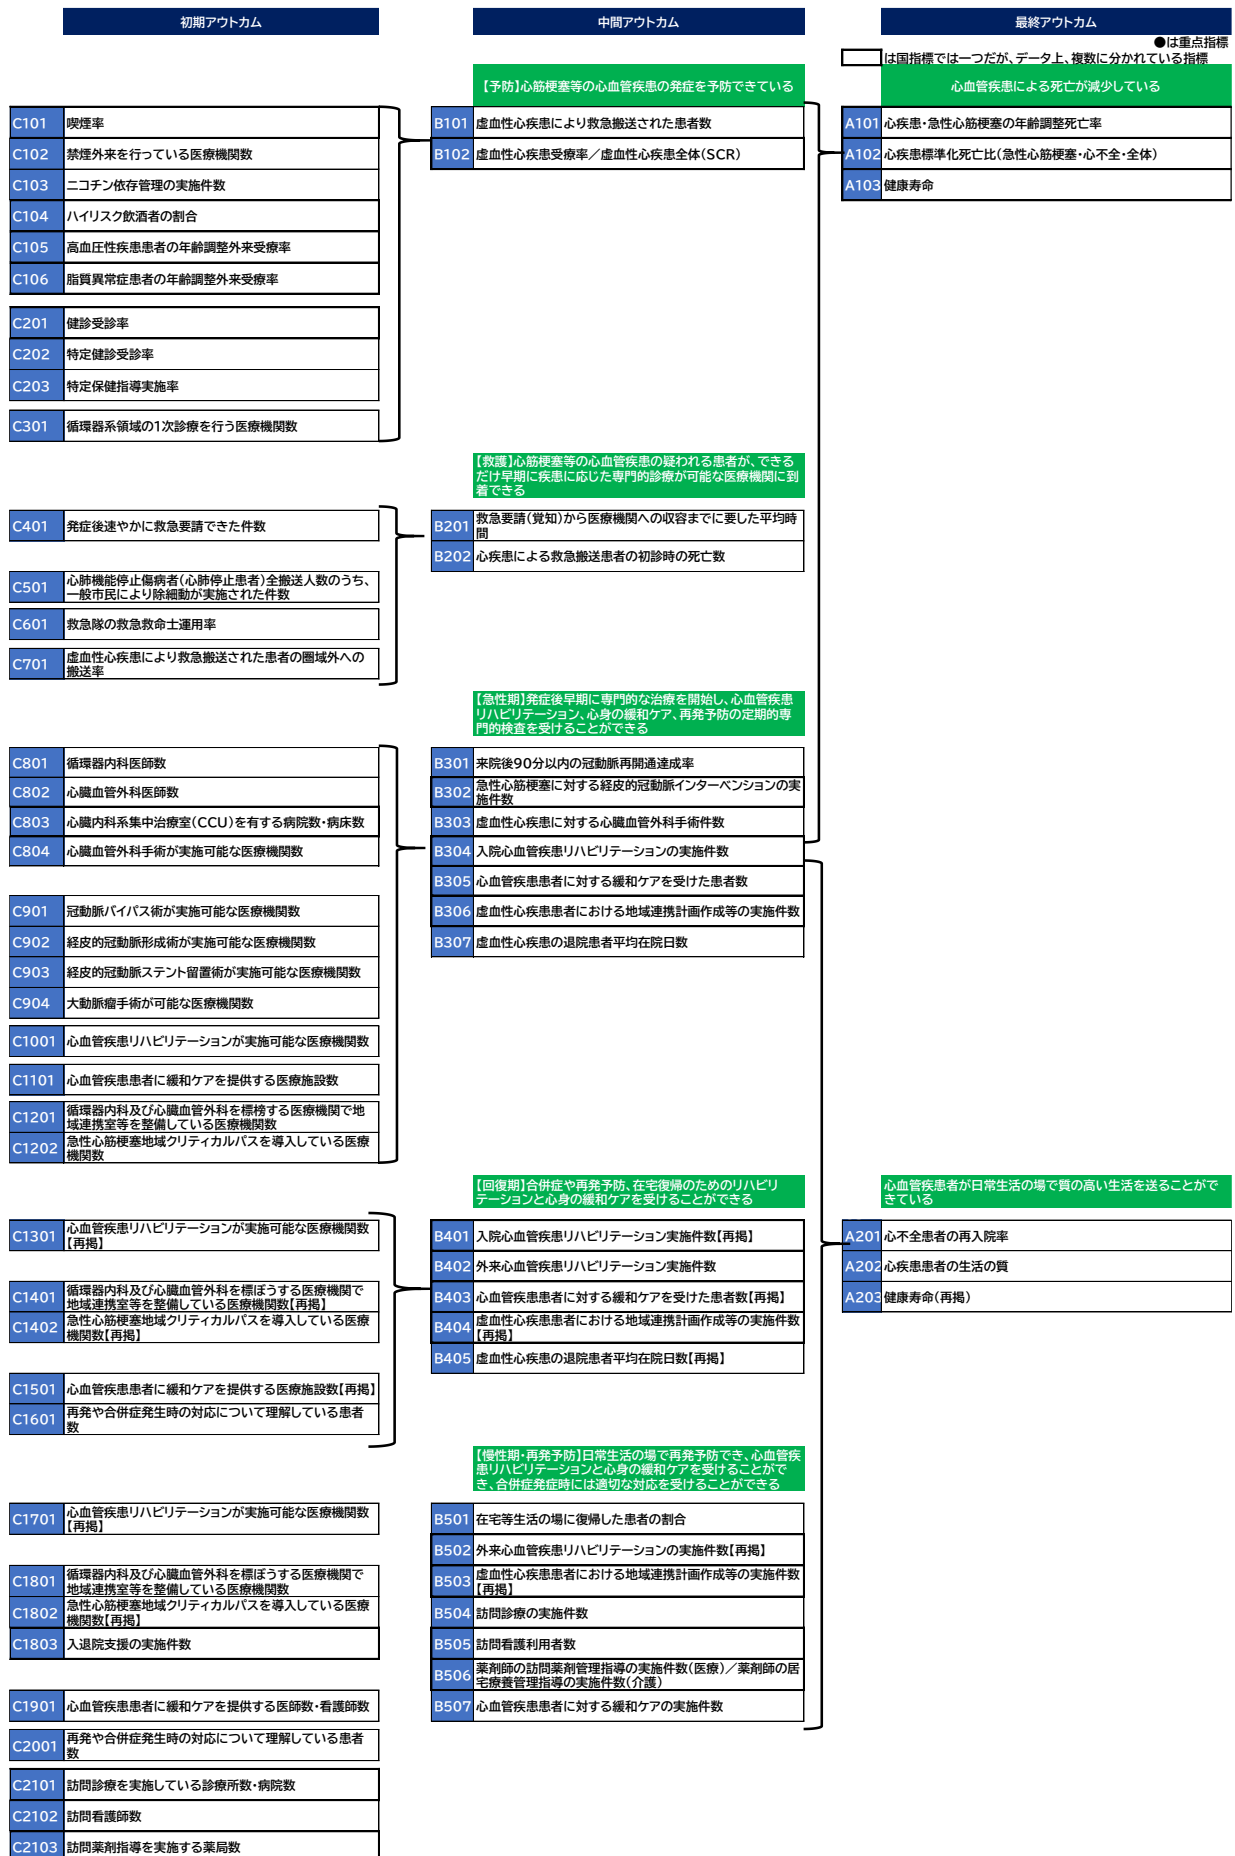 初期アウトカム
中間アウトカム
最終アウトカム
●は重点指標
は国指標では一つだが、データ上、複数に分かれている指標
【予防】心筋梗塞等の心血管疾患の発症を予防できている
心血管疾患による死亡が減少している
C101 喫煙率
C102 禁煙外来を行っている医療機関数
C103 ニコチン依存管理の実施件数
C104 ハイリスク飲酒者の割合
C105 高血圧性疾患患者の年齢調整外来受療率
C106 脂質異常症患者の年齢調整外来受療率
C201 健診受診率
C202 特定健診受診率
C203 特定保健指導実施率
C301 循環器系領域の1次診療を行う医療機関数
B101 虚血性心疾患により救急搬送された患者数
B102 虚血性心疾患受療率／虚血性心疾患全体(SCR)
A101 心疾患・急性心筋梗塞の年齢調整死亡率
A102 心疾患標準化死亡比(急性心筋梗塞・心不全・全体)
A103 健康寿命
【救護】心筋梗塞等の心血管疾患の疑われる患者が、できる
だけ早期に疾患に応じた専門的診療が可能な医療機関に到
着できる
C401 発症後速やかに救急要請できた件数
C501 心肺機能停止傷病者(心肺停止患者)全搬送人数のうち、
一般市民により除細動が実施された件数
C601 救急隊の救急救命士運用率
C701 虚血性心疾患により救急搬送された患者の圏域外への
搬送率
B201 救急要請(覚知)から医療機関への収容までに要した平均時
間
B202 心疾患による救急搬送患者の初診時の死亡数
【急性期】発症後早期に専門的な治療を開始し、心血管疾患
リハビリテーション、心身の緩和ケア、再発予防の定期的専
門的検査を受けることができる
C801 循環器内科医師数
C802 心臓血管外科医師数
C803 心臓内科系集中治療室(CCU)を有する病院数・病床数
C804 心臓血管外科手術が実施可能な医療機関数
C901 冠動脈バイパス術が実施可能な医療機関数
C902 経皮的冠動脈形成術が実施可能な医療機関数
C903 経皮的冠動脈ステント留置術が実施可能な医療機関数
C904 大動脈瘤手術が可能な医療機関数
C1001 心血管疾患リハビリテーションが実施可能な医療機関数
C1101 心血管疾患患者に緩和ケアを提供する医療施設数
C1201 循環器内科及び心臓血管外科を標榜する医療機関で地
域連携室等を整備している医療機関数
C1202 急性心筋梗塞地域クリティカルパスを導入している医療
機関数
B301 来院後90分以内の冠動脈再開通達成率
B302 急性心筋梗塞に対する経皮的冠動脈インターベンションの実
施件数
B303 虚血性心疾患に対する心臓血管外科手術件数
B304 入院心血管疾患リハビリテーションの実施件数
B305 心血管疾患患者に対する緩和ケアを受けた患者数
B306 虚血性心疾患患者における地域連携計画作成等の実施件数
B307 虚血性心疾患の退院患者平均在院日数
【回復期】合併症や再発予防、在宅復帰のためのリハビリ
テーションと心身の緩和ケアを受けることができる
心血管疾患患者が日常生活の場で質の高い生活を送ることがで
きている
C1301 心血管疾患リハビリテーションが実施可能な医療機関数
【再掲】
C1401 循環器内科及び心臓血管外科を標ぼうする医療機関で
地域連携室等を整備している医療機関数【再掲】
C1402 急性心筋梗塞地域クリティカルパスを導入している医療
機関数【再掲】
C1501 心血管疾患患者に緩和ケアを提供する医療施設数【再掲】
C1601 再発や合併症発生時の対応について理解している患者
数
B401 入院心血管疾患リハビリテーション実施件数【再掲】
B402 外来心血管疾患リハビリテーション実施件数
B403 心血管疾患患者に対する緩和ケアを受けた患者数【再掲】
B404 虚血性心疾患患者における地域連携計画作成等の実施件数
【再掲】
B405 虚血性心疾患の退院患者平均在院日数【再掲】
A201 心不全患者の再入院率
A202 心疾患患者の生活の質
A203 健康寿命(再掲)
【慢性期・再発予防】日常生活の場で再発予防でき、心血管疾
患リハビリテーションと心身の緩和ケアを受けることがで
き、合併症発症時には適切な対応を受けることができる
C1701 心血管疾患リハビリテーションが実施可能な医療機関数
【再掲】
C1801 循環器内科及び心臓血管外科を標ぼうする医療機関で
地域連携室等を整備している医療機関数
C1802 急性心筋梗塞地域クリティカルパスを導入している医療
機関数【再掲】
C1803 入退院支援の実施件数
C1901 心血管疾患患者に緩和ケアを提供する医師数・看護師数
C2001 再発や合併症発生時の対応について理解している患者
数
C2101 訪問診療を実施している診療所数・病院数
C2102 訪問看護師数
C2103 訪問薬剤指導を実施する薬局数
B501 在宅等生活の場に復帰した患者の割合
B502 外来心血管疾患リハビリテーションの実施件数【再掲】
B503 虚血性心疾患患者における地域連携計画作成等の実施件数
【再掲】
B504 訪問診療の実施件数
B505 訪問看護利用者数
B506 薬剤師の訪問薬剤管理指導の実施件数(医療)／薬剤師の居
宅療養管理指導の実施件数(介護)
B507 心血管疾患患者に対する緩和ケアの実施件数